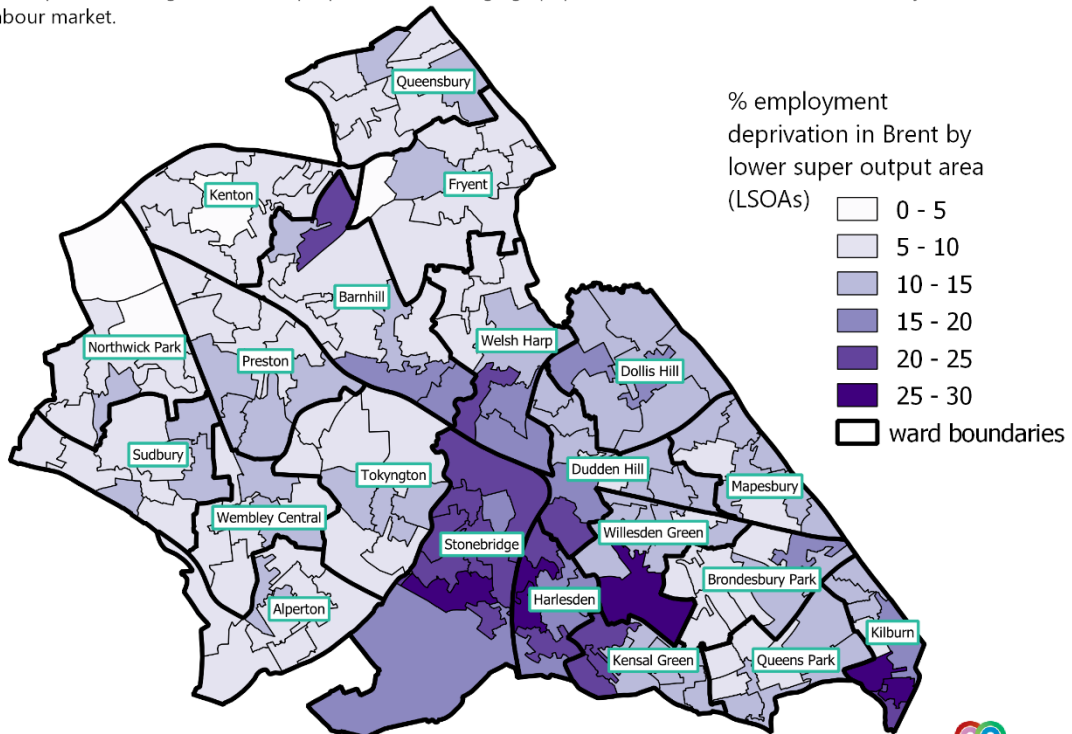 labour market.
% employment
deprivation in Brent by
lower super output area
(LSOAs)
0 - 5
5 - 10
10 - 15
15 - 20
20 - 25
25 - 30
ward boundaries
Queensbury
Fryent
Kenton
Barnhill
Welsh Harp
Northwick Park
Preston
Dollis Hill
Sudbury
Tokyngton
Dudden Hill
Mapesbury
Wembley Central
Willesden Green
Stonebridge
Brondesbury Park
Harlesden
Alperton
Kilburn
Kensal Green
Queens Park